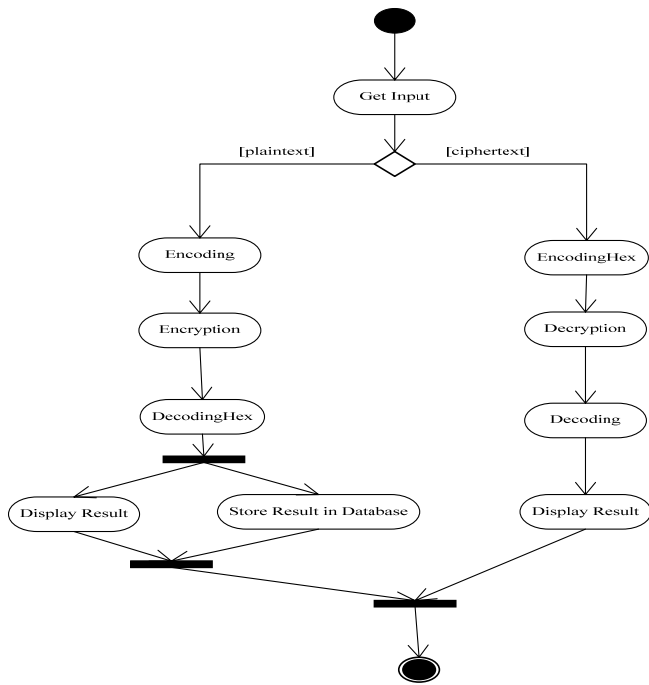 Get Input
[plaintext]
[ciphertext]
Encoding
EncodingHex
Encryption
Decryption
DecodingHex
Decoding
Display Result
Store Result in Database
Display Result